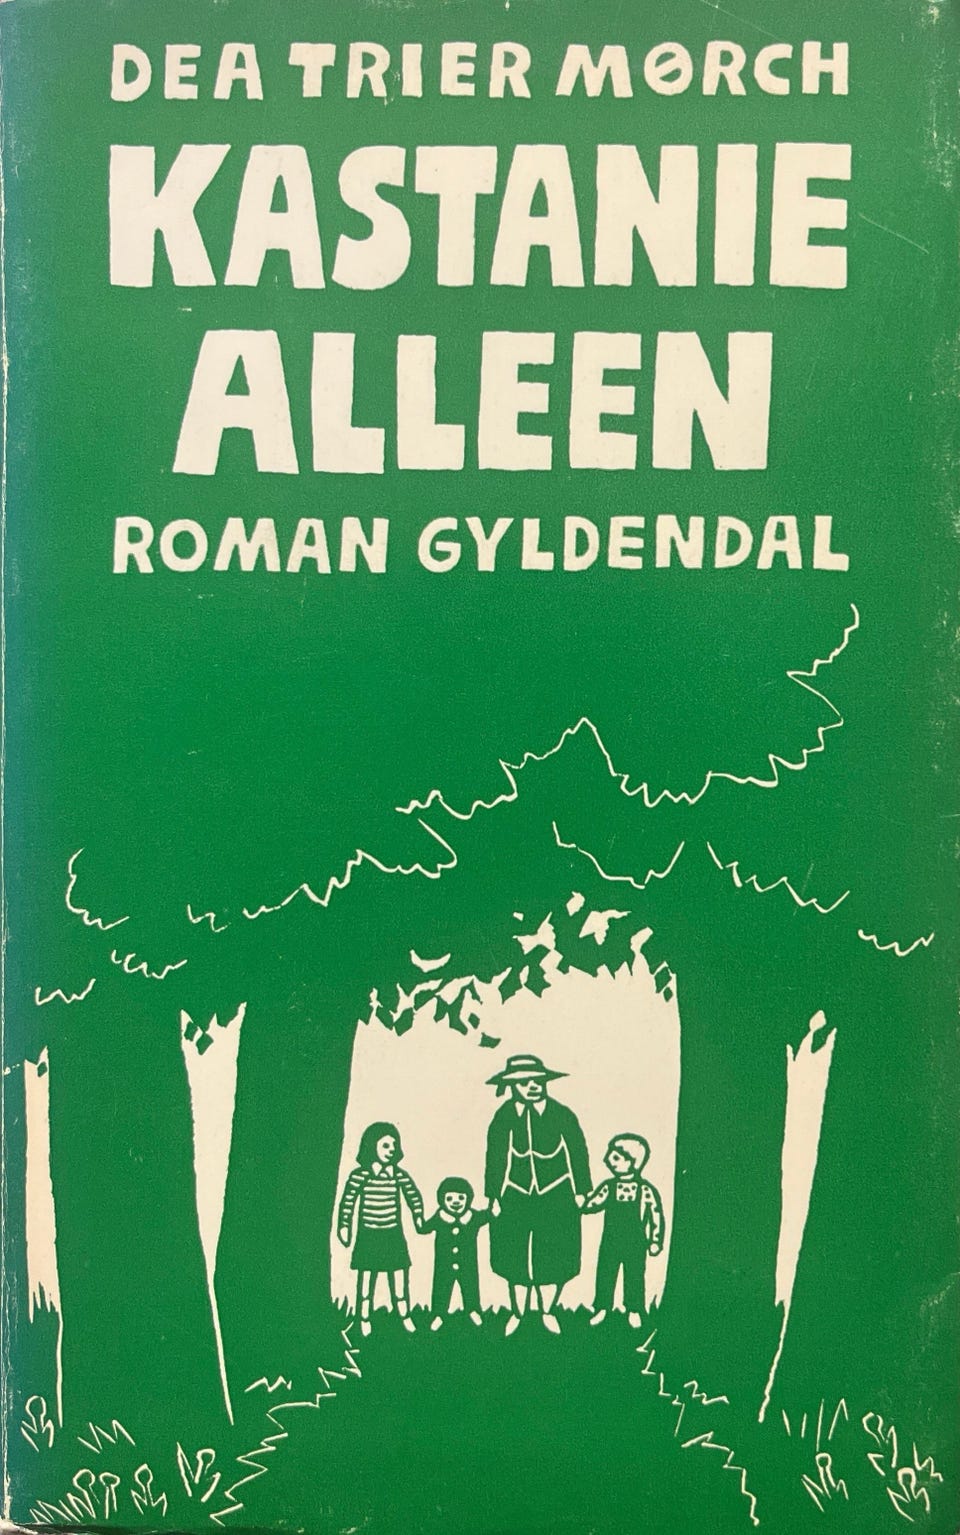 DEA TRIER MØRCH
KASTANIE
ALLEEN
ROMAN GYLDENDAL